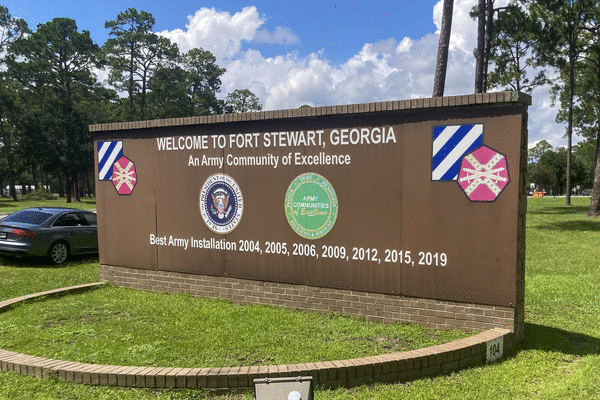 WELCOME TO FORT STEWART, GEORGIA
An Army Community of Excellence
ARMY
COMMUNITIES
of Excellence
Best Army Installation 2004, 2005, 2006, 2009, 2012, 2015, 2019
184